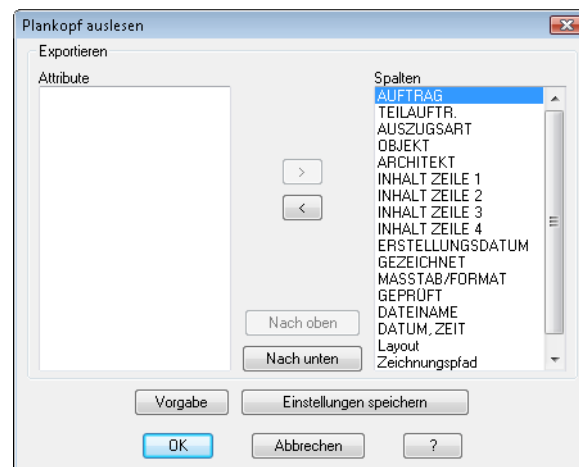 Plankopf auslesen
Exportieren
Attribute
Spalten
AUFTRAG
TEILAUFTR.
AUSZUGSART
OBJEKT
ARCHITEKT
INHALT ZEILE 1
INHALT ZEILE 2
INHALT ZEILE 3
INHALT ZEILE 4
ERSTELLUNGSDATUM
GEZEICHNET
MASSTAB/FORMAT
GEPRÜFT
DATEINAME
DATUM, ZEIT
Layout
Zeichnungspfad
>
<
Nach oben
Nach unten
Vorgabe
Einstellungen speichern
OK
Abbrechen
?